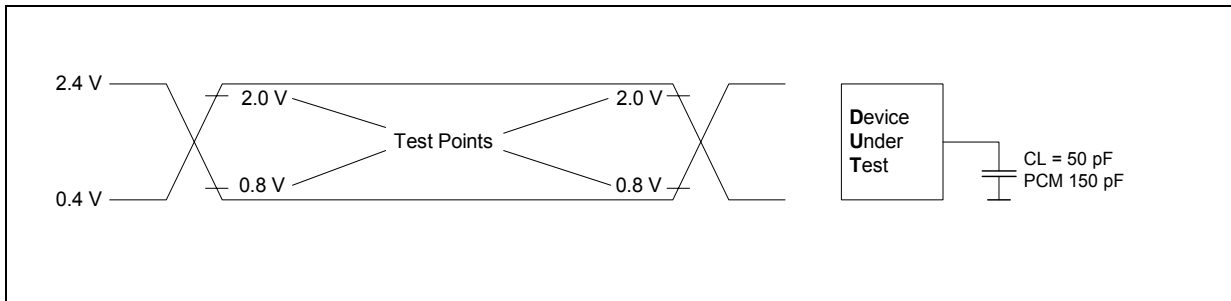 2.4 V
2.0 V
2.0 V
Test Points
0.8 V
0.8 V
0.4 V
Device
Under
Test
CL = 50 pF
PCM 150 pF